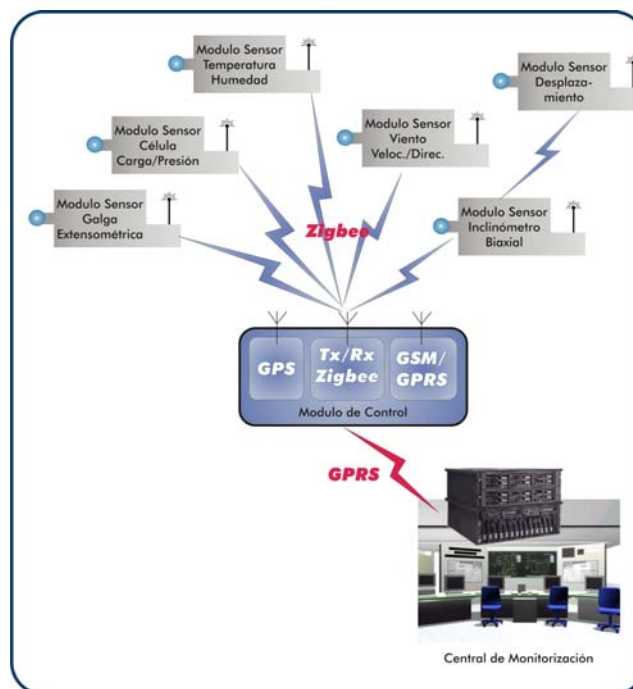 Modulo Sensor
Temperatura
Humedad
Modulo Sensor
Desplaza-
miento
Modulo Sensor
Célula
Carga/Presión
Modulo Sensor
Viento
Veloc./Direc.
Modulo Sensor
Galga
Extensométrica
Modulo Sensor
Inclinómetro
Biaxial
Zigbee
GPS
Tx/Rx
Zigbee
GSM/
GPRS
Modulo de Control
GPRS
Central de Monitorización